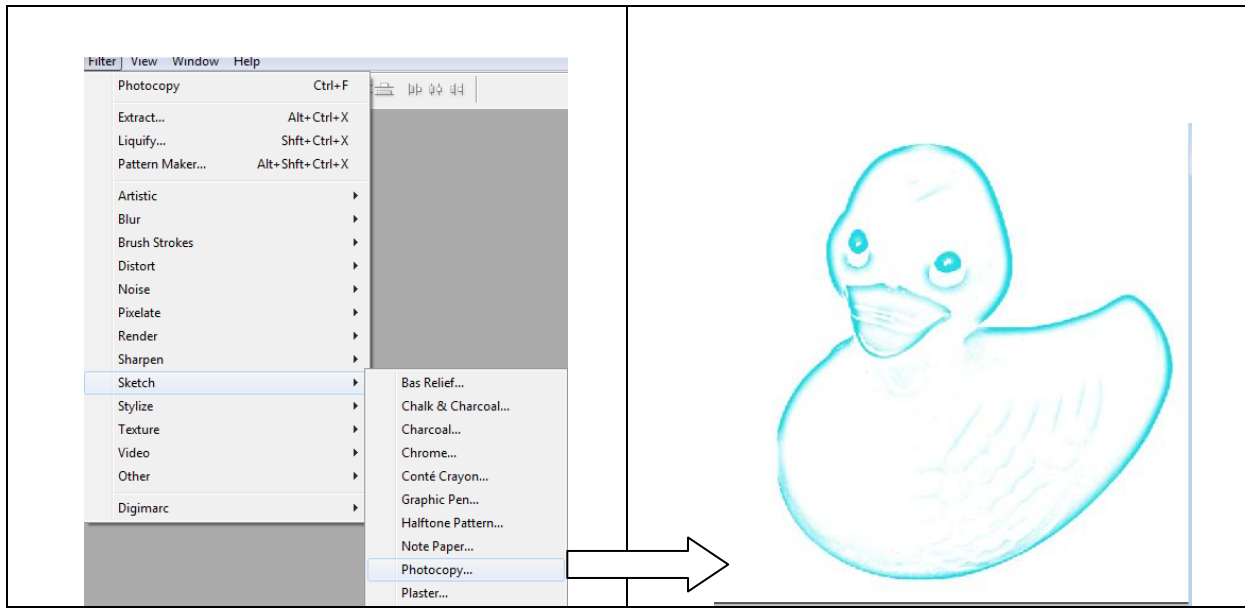 Filter View Window Help
Photocopy Ctrl+F
Extract... Alt+Ctrl+X
Liquify... Shft+Ctrl+X
Pattern Maker... Alt+Shft+Ctrl+X
Artistic
Blur
Brush Strokes
Distort
Noise
Pixelate
Render
Sharpen
Sketch
Stylize
Texture
Video
Other
Digimarc
Bas Relief...
Chalk & Charcoal...
Charcoal...
Chrome...
Conté Crayon...
Graphic Pen...
Halftone Pattern...
Note Paper...
Photocopy...
Plaster...